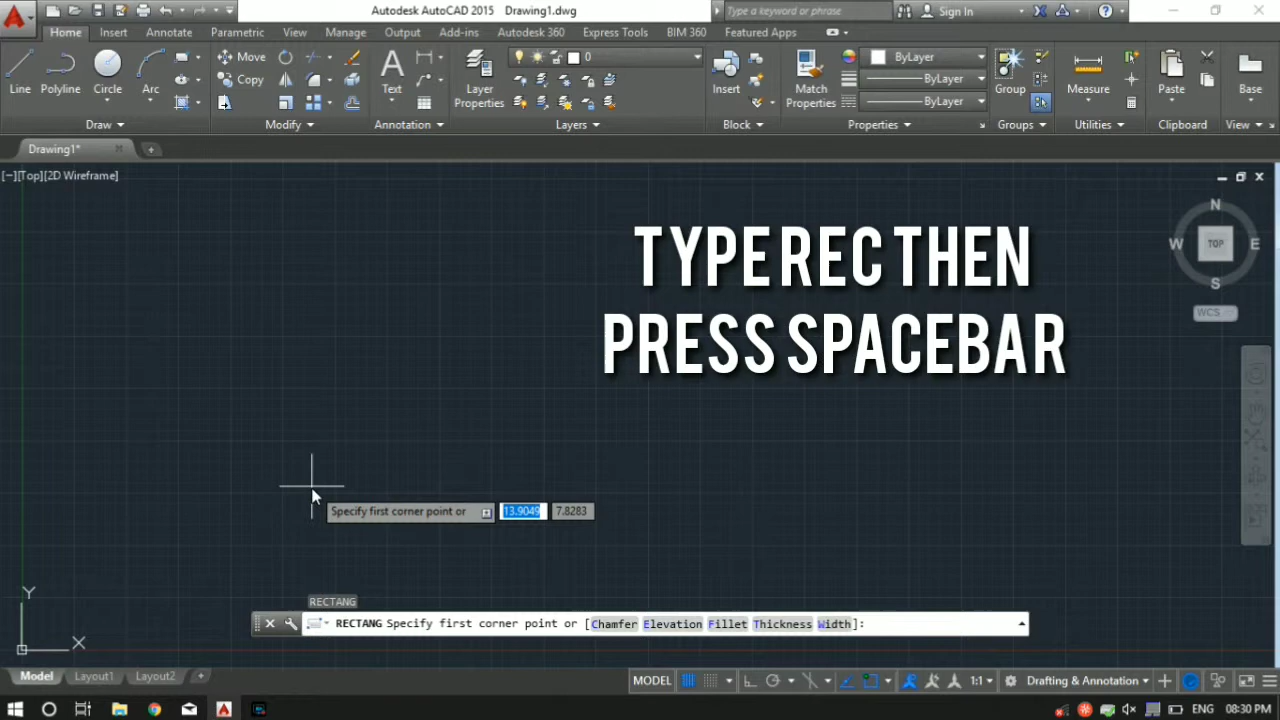 Autodesk AutoCAD 2015 Drawing1.dwg
Type a keyword or phrase
Sign In
Home Insert Annotate Parametric View Manage Output Add-ins Autodesk 360 Express Tools BIM 360 Featured Apps
Line Polyline Circle Arc
Move
Copy
Text
Layer Properties
0
Insert
Match Properties
ByLayer
ByLayer
ByLayer
Group
Measure
Paste
Base
Draw Modify Annotation Layers Block Properties Groups Utilities Clipboard View
Drawing1*
[−][Top][2D Wireframe]
TYPE REC THEN
PRESS SPACEBAR
N
W TOP E
S
WCS
Specify first corner point or 13.9049 7.8283
Y
X
RECTANG
RECTANG Specify first corner point or [Chamfer Elevation Fillet Thickness Width]:
Model Layout1 Layout2 +
MODEL 1:1 Drafting & Annotation
ENG 08:30 PM